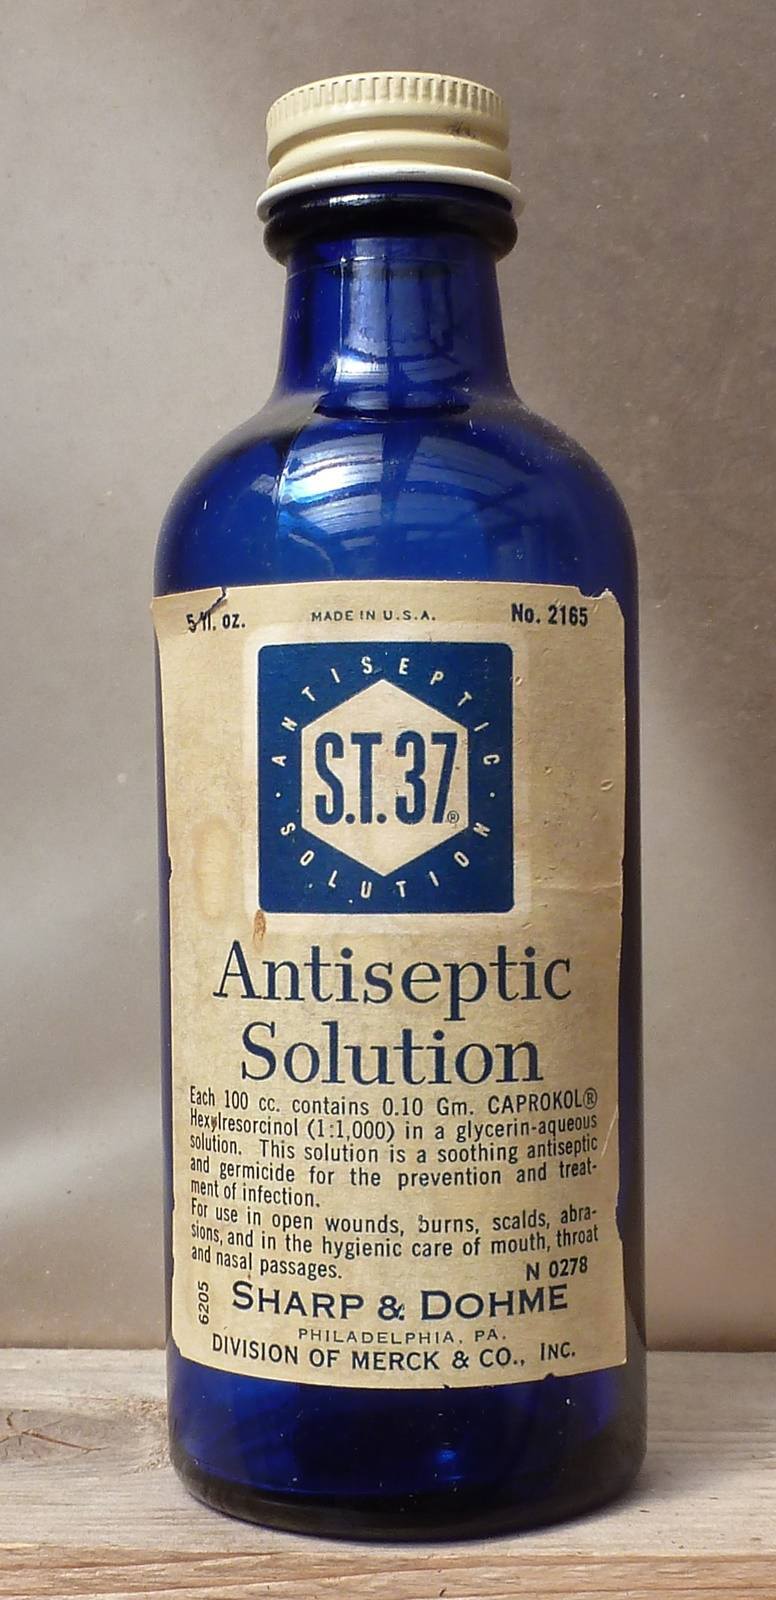 5 fl. oz. MADE IN U.S.A. No. 2165
ANTISEPTIC
S.T.37®
· SOLUTION ·
Antiseptic
Solution
Each 100 cc. contains 0.10 Gm. CAPROKOL®
Hexylresorcinol (1:1,000) in a glycerin-aqueous
solution. This solution is a soothing antiseptic
and germicide for the prevention and treat-
ment of infection.
For use in open wounds, burns, scalds, abra-
sions, and in the hygienic care of mouth, throat
and nasal passages.
N 0278
6205
SHARP & DOHME
PHILADELPHIA, PA.
DIVISION OF MERCK & CO., INC.